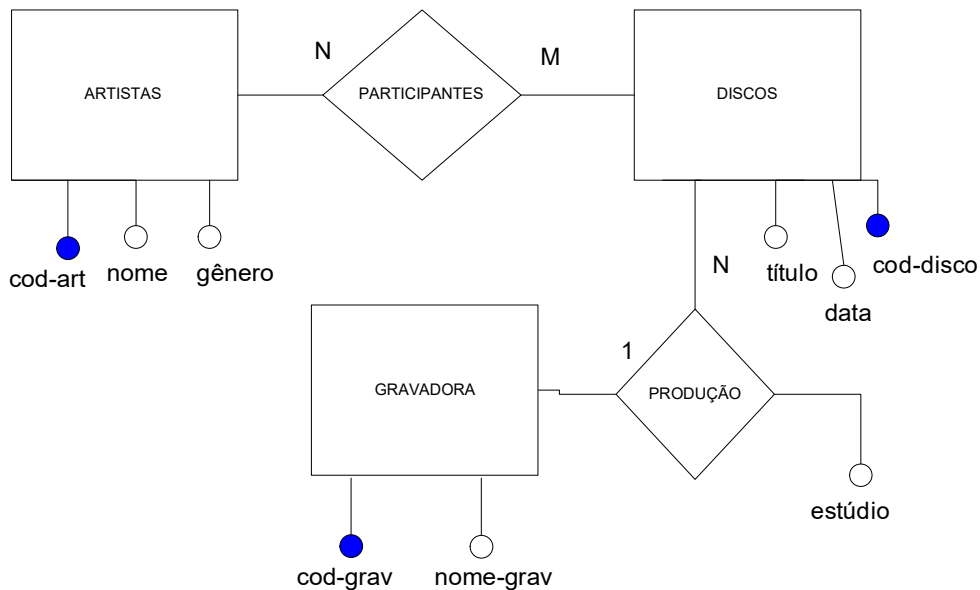 N
M
ARTISTAS
PARTICIPANTES
DISCOS
cod-art
nome
gênero
N
título
cod-disco
data
1
GRAVADORA
PRODUÇÃO
estúdio
cod-grav
nome-grav